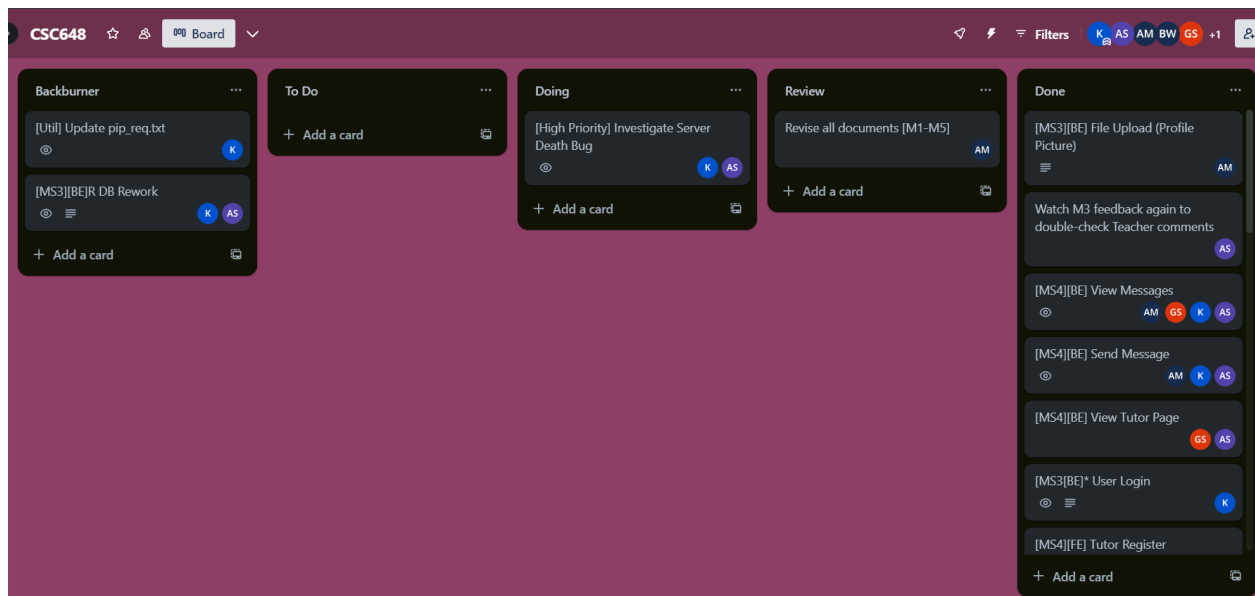 CSC648
Board
Filters
K AS AM BW GS +1
Backburner
[Util] Update pip_req.txt
K
[MS3][BE]R DB Rework
K AS
+ Add a card
To Do
+ Add a card
Doing
[High Priority] Investigate Server
Death Bug
K AS
+ Add a card
Review
Revise all documents [M1-M5]
AM
+ Add a card
Done
[MS3][BE] File Upload (Profile
Picture)
AM
Watch M3 feedback again to
double-check Teacher comments
AS
[MS4][BE] View Messages
AM GS K AS
[MS4][BE] Send Message
AM K AS
[MS4][BE] View Tutor Page
GS AS
[MS3[BE]* User Login
K
[MS4][FE] Tutor Register
+ Add a card